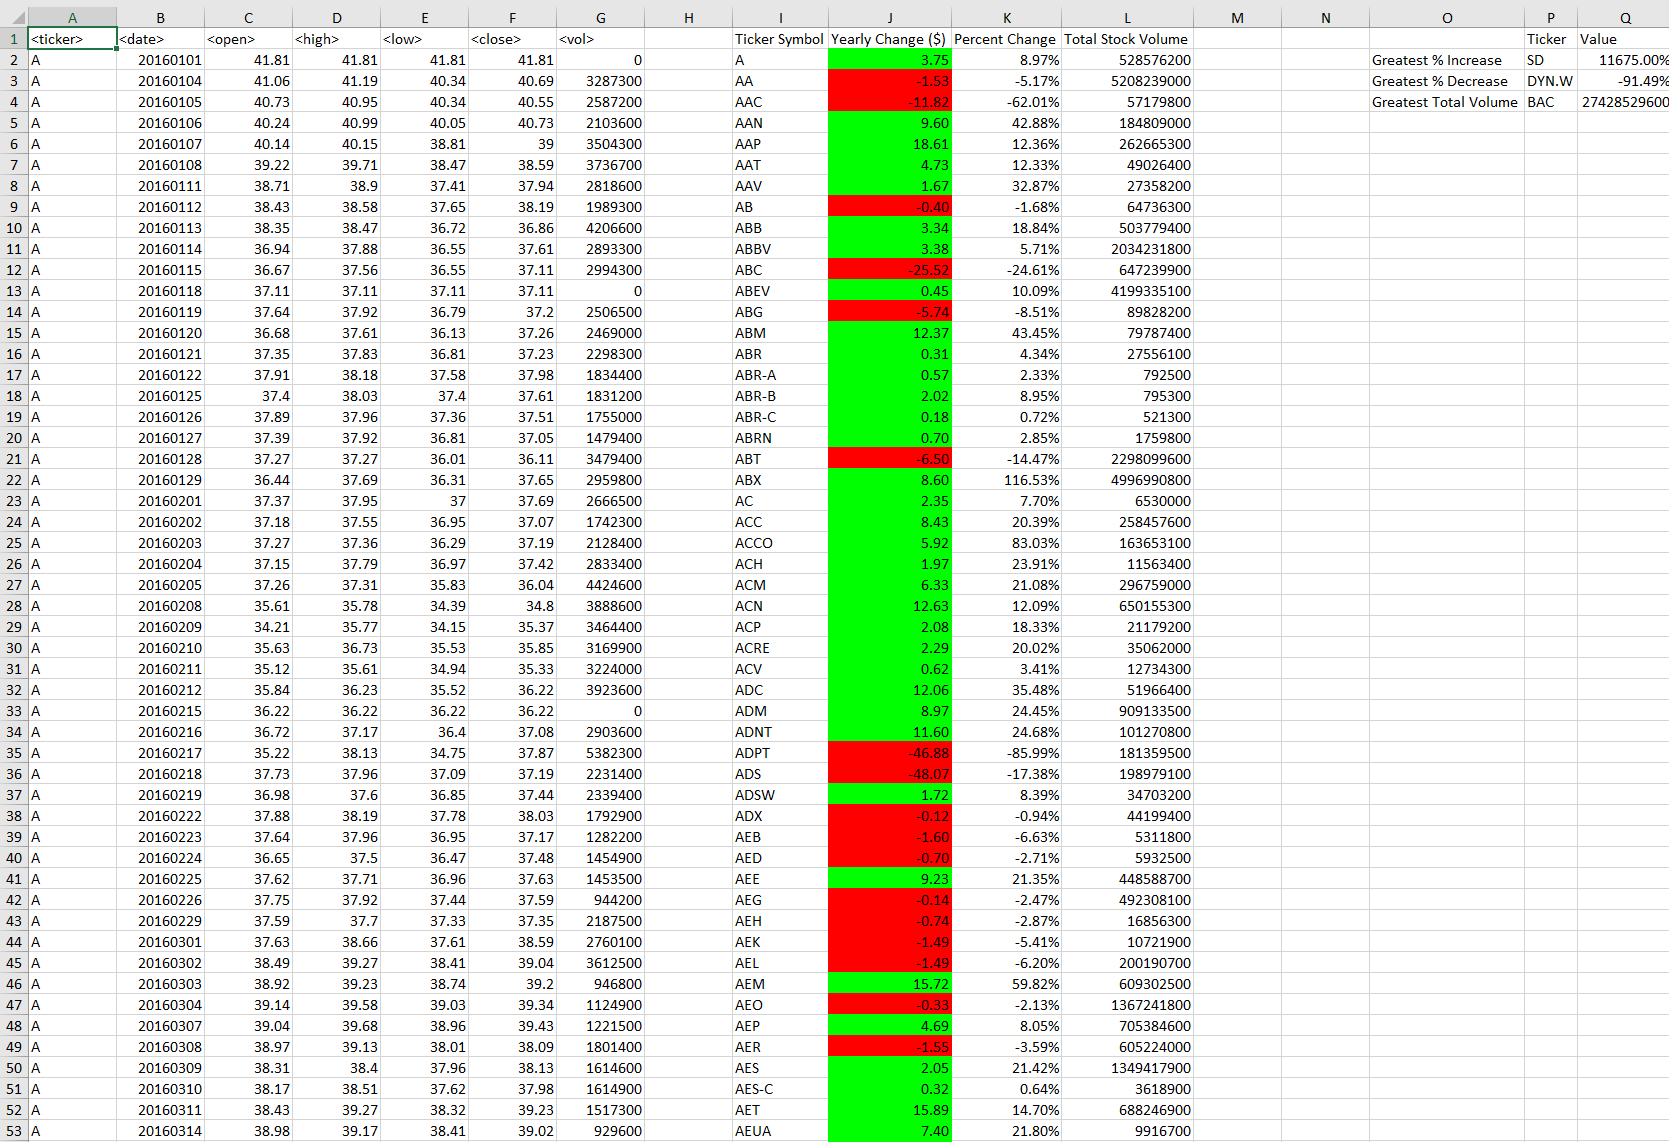 A B C D E F G H I J K L M N O P Q
1 <ticker> <date> <open> <high> <low> <close> <vol> Ticker Symbol Yearly Change ($) Percent Change Total Stock Volume Ticker Value
2 A 20160101 41.81 41.81 41.81 41.81 0 A 3.75 8.97% 528576200 Greatest % Increase SD 11675.00%
3 A 20160104 41.06 41.19 40.34 40.69 3287300 AA -1.53 -5.17% 5208239000 Greatest % Decrease DYN.W -91.49%
4 A 20160105 40.73 40.95 40.34 40.55 2587200 AAC -11.82 -62.01% 57179800 Greatest Total Volume BAC 27428529600
5 A 20160106 40.24 40.99 40.05 40.73 2103600 AAN 9.60 42.88% 184809000
6 A 20160107 40.14 40.15 38.81 39 3504300 AAP 18.61 12.36% 262665300
7 A 20160108 39.22 39.71 38.47 38.59 3736700 AAT 4.73 12.33% 49026400
8 A 20160111 38.71 38.9 37.41 37.94 2818600 AAV 1.67 32.87% 27358200
9 A 20160112 38.43 38.58 37.65 38.19 1989300 AB -0.40 -1.68% 64736300
10 A 20160113 38.35 38.47 36.72 36.86 4206600 ABB 3.34 18.84% 503779400
11 A 20160114 36.94 37.88 36.55 37.61 2893300 ABBV 3.38 5.71% 2034231800
12 A 20160115 36.67 37.56 36.55 37.11 2994300 ABC -25.52 -24.61% 647239900
13 A 20160118 37.11 37.11 37.11 37.11 0 ABEV 0.45 10.09% 4199335100
14 A 20160119 37.64 37.92 36.79 37.2 2506500 ABG -5.74 -8.51% 89828200
15 A 20160120 36.68 37.61 36.13 37.26 2469000 ABM 12.37 43.45% 79787400
16 A 20160121 37.35 37.83 36.81 37.23 2298300 ABR 0.31 4.34% 27556100
17 A 20160122 37.91 38.18 37.58 37.98 1834400 ABR-A 0.57 2.33% 792500
18 A 20160125 37.4 38.03 37.4 37.61 1831200 ABR-B 2.02 8.95% 795300
19 A 20160126 37.89 37.96 37.36 37.51 1755000 ABR-C 0.18 0.72% 521300
20 A 20160127 37.39 37.92 36.81 37.05 1479400 ABRN 0.70 2.85% 1759800
21 A 20160128 37.27 37.27 36.01 36.11 3479400 ABT -6.50 -14.47% 2298099600
22 A 20160129 36.44 37.69 36.31 37.65 2959800 ABX 8.60 116.53% 4996990800
23 A 20160201 37.37 37.95 37 37.69 2666500 AC 2.35 7.70% 6530000
24 A 20160202 37.18 37.55 36.95 37.07 1742300 ACC 8.43 20.39% 258457600
25 A 20160203 37.27 37.36 36.29 37.19 2128400 ACCO 5.92 83.03% 163653100
26 A 20160204 37.15 37.79 36.97 37.42 2833400 ACH 1.97 23.91% 11563400
27 A 20160205 37.26 37.31 35.83 36.04 4424600 ACM 6.33 21.08% 296759000
28 A 20160208 35.61 35.78 34.39 34.8 3888600 ACN 12.63 12.09% 650155300
29 A 20160209 34.21 35.77 34.15 35.37 3464400 ACP 2.08 18.33% 21179200
30 A 20160210 35.63 36.73 35.53 35.85 3169900 ACRE 2.29 20.02% 35062000
31 A 20160211 35.12 35.61 34.94 35.33 3224000 ACV 0.62 3.41% 12734300
32 A 20160212 35.84 36.23 35.52 36.22 3923600 ADC 12.06 35.48% 51966400
33 A 20160215 36.22 36.22 36.22 36.22 0 ADM 8.97 24.45% 909133500
34 A 20160216 36.72 37.17 36.4 37.08 2903600 ADNT 11.60 24.68% 101270800
35 A 20160217 35.22 38.13 34.75 37.87 5382300 ADPT -46.88 -85.99% 181359500
36 A 20160218 37.73 37.96 37.09 37.19 2231400 ADS -48.07 -17.38% 198979100
37 A 20160219 36.98 37.6 36.85 37.44 2339400 ADSW 1.72 8.39% 34703200
38 A 20160222 37.88 38.19 37.78 38.03 1792900 ADX -0.12 -0.94% 44199400
39 A 20160223 37.64 37.96 36.95 37.17 1282200 AEB -1.60 -6.63% 5311800
40 A 20160224 36.65 37.5 36.47 37.48 1454900 AED -0.70 -2.71% 5932500
41 A 20160225 37.62 37.71 36.96 37.63 1453500 AEE 9.23 21.35% 448588700
42 A 20160226 37.75 37.92 37.44 37.59 944200 AEG -0.14 -2.47% 492308100
43 A 20160229 37.59 37.7 37.33 37.35 2187500 AEH -0.74 -2.87% 16856300
44 A 20160301 37.63 38.66 37.61 38.59 2760100 AEK -1.49 -5.41% 10721900
45 A 20160302 38.49 39.27 38.41 39.04 3612500 AEL -1.49 -6.20% 200190700
46 A 20160303 38.92 39.23 38.74 39.2 946800 AEM 15.72 59.82% 609302500
47 A 20160304 39.14 39.58 39.03 39.34 1124900 AEO -0.33 -2.13% 1367241800
48 A 20160307 39.04 39.68 38.96 39.43 1221500 AEP 4.69 8.05% 705384600
49 A 20160308 38.97 39.13 38.01 38.09 1801400 AER -1.55 -3.59% 605224000
50 A 20160309 38.31 38.4 37.96 38.13 1614600 AES 2.05 21.42% 1349417900
51 A 20160310 38.17 38.51 37.62 37.98 1614900 AES-C 0.32 0.64% 3618900
52 A 20160311 38.43 39.27 38.32 39.23 1517300 AET 15.89 14.70% 688246900
53 A 20160314 38.98 39.17 38.41 39.02 929600 AEUA 7.40 21.80% 9916700